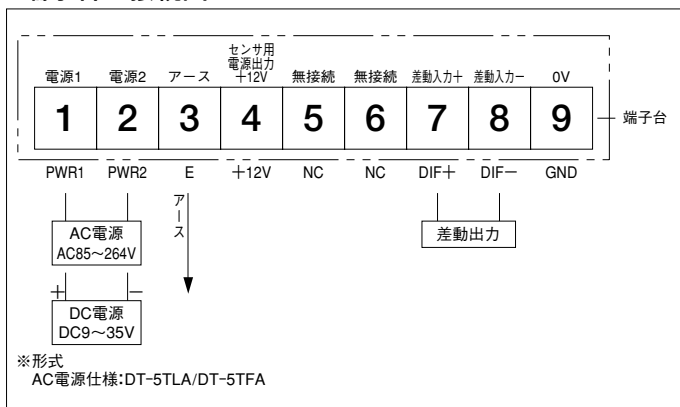 センサ用
電源出力
電源1 電源2 アース +12V 無接続 無接続 差動入力+ 差動入力− 0V
1 2 3 4 5 6 7 8 9 端子台
PWR1 PWR2 E +12V NC NC DIF+ DIF− GND
アース
AC電源
AC85〜264V
差動出力
+ −
DC電源
DC9〜35V
※形式
AC電源仕様:DT-5TLA/DT-5TFA